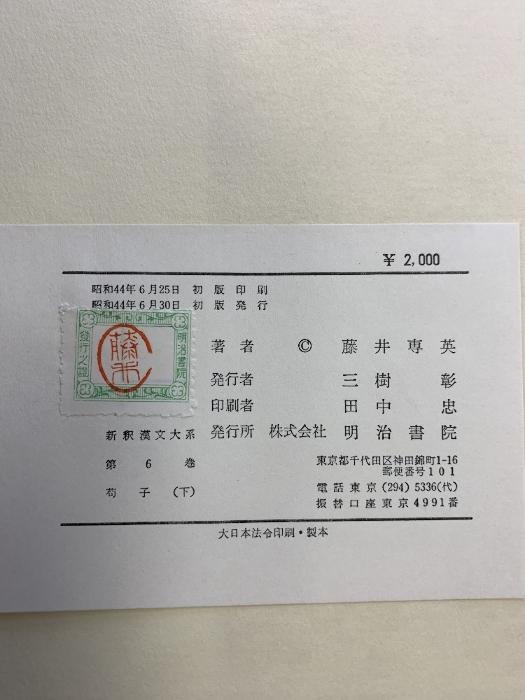 ¥ 2,000
昭和44年6月25日 初版印刷
昭和44年6月30日 初版発行
明治書院
發行之證
著者 © 藤井専英
発行者 三樹彰
印刷者 田中忠
新釈漢文大系 発行所 株式会社 明治書院
第6巻 東京都千代田区神田錦町1-16
郵便番号101
荀子(下) 電話東京(294)5336(代)
振替口座東京4991番
大日本法令印刷・製本